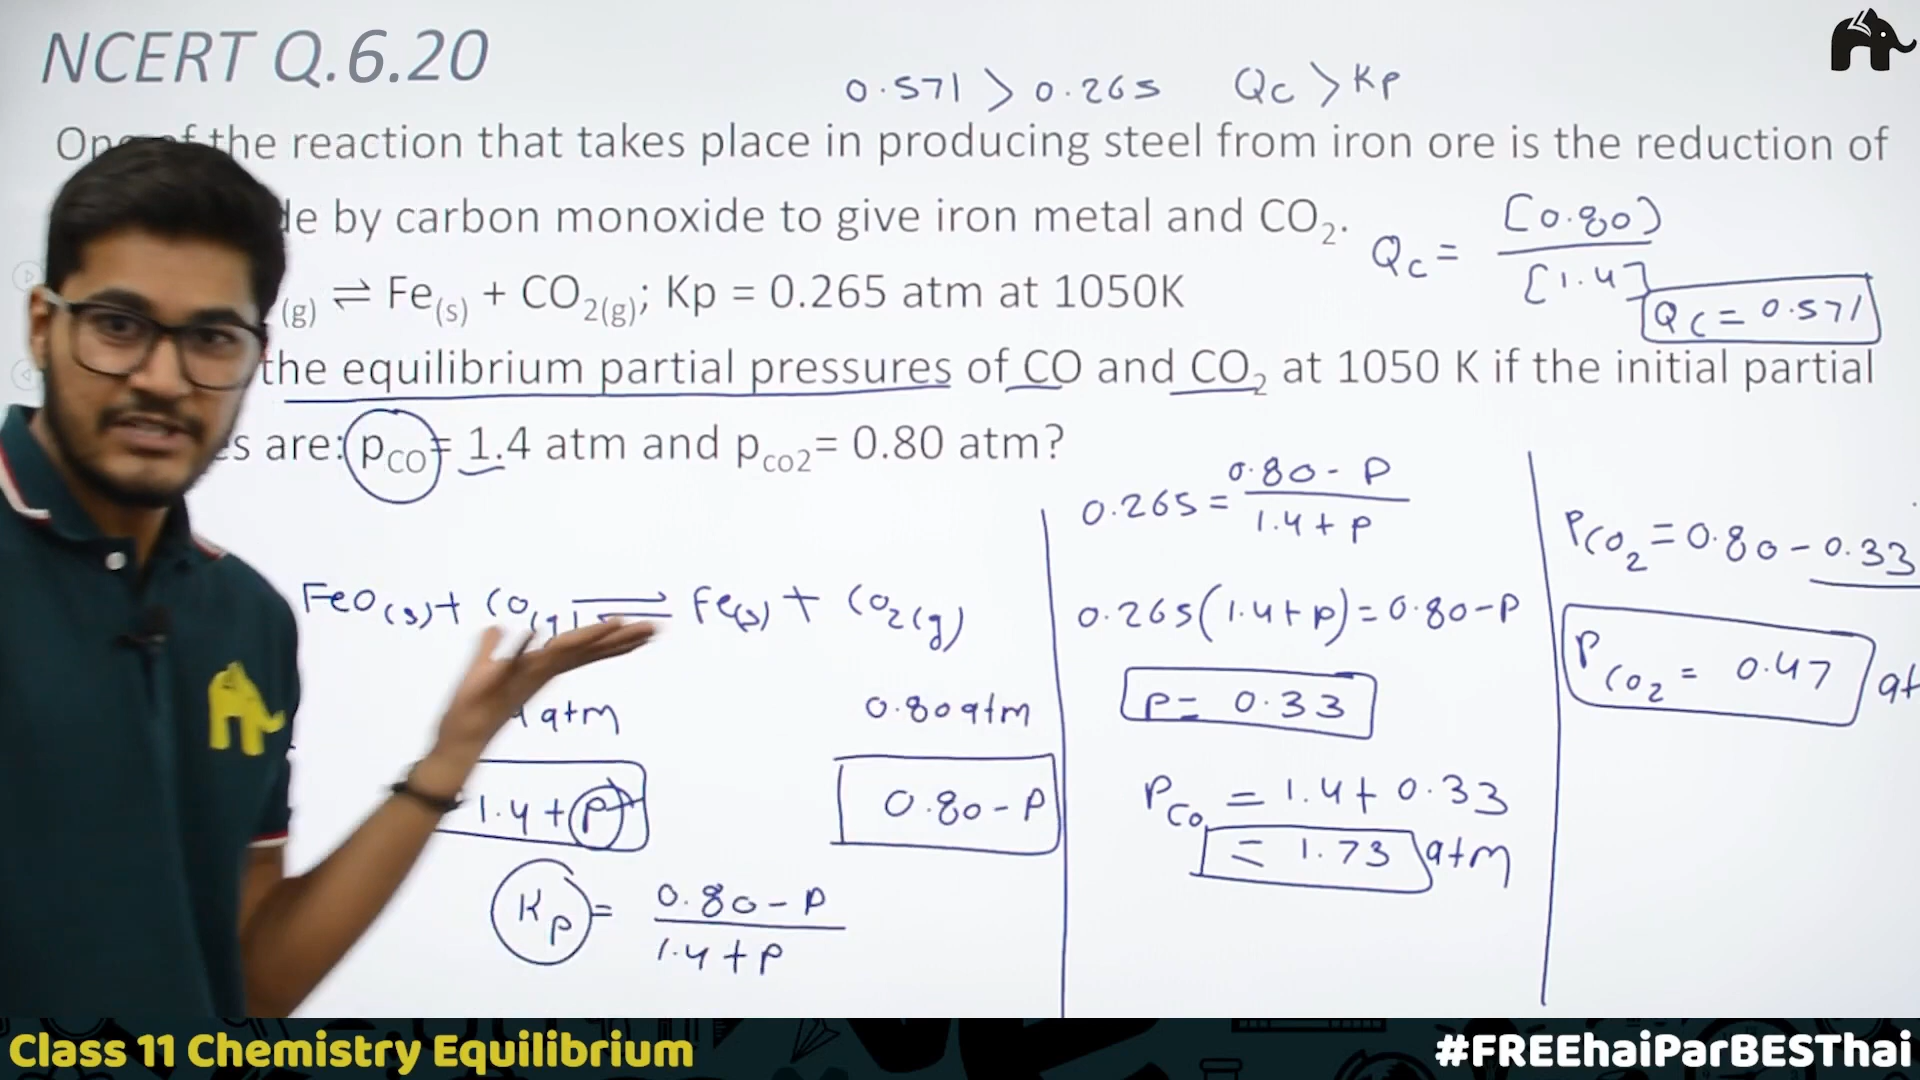 NCERT Q.6.20
0.571 > 0.265 Qc > Kp
One of the reaction that takes place in producing steel from iron ore is the reduction of
by carbon monoxide to give iron metal and CO₂.
Qc = [0.80] / [1.4]
(g) ⇌ Fe(s) + CO₂(g); Kp = 0.265 atm at 1050K
Qc = 0.571
the equilibrium partial pressures of CO and CO₂ at 1050 K if the initial partial
are: pCO = 1.4 atm and pco2 = 0.80 atm?
FeO(s) + CO(g) ⇌ Fe(s) + CO₂(g)
atm 0.80 atm
1.4 + P 0.80 - P
Kp = 0.80 - P / 1.4 + P
0.265 = 0.80 - P / 1.4 + P
0.265(1.4 + P) = 0.80 - P
P = 0.33
PCO = 1.4 + 0.33
= 1.73 atm
PCO₂ = 0.80 - 0.33
PCO₂ = 0.47
Class 11 Chemistry Equilibrium
#FREEhaiParBESThai